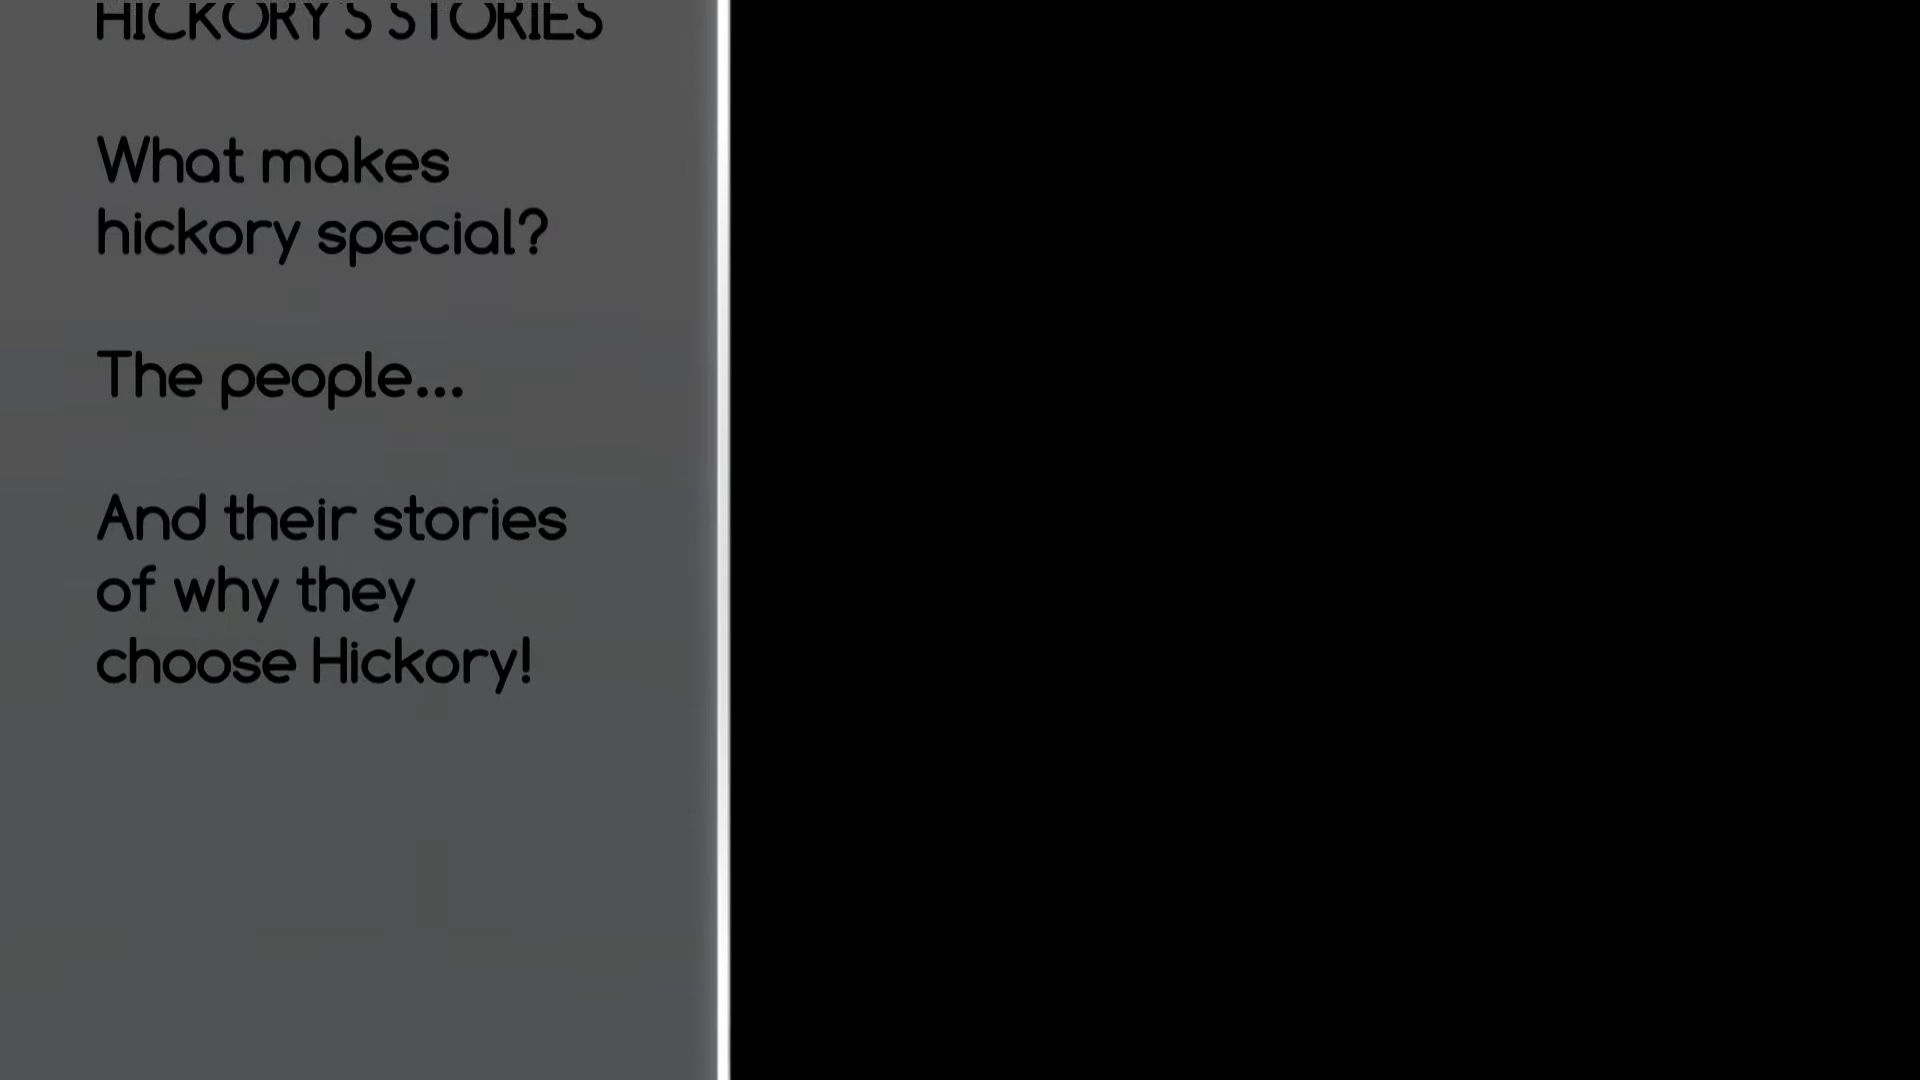 HICKORY'S STORIES
What makes
hickory special?
The people...
And their stories
of why they
choose Hickory!